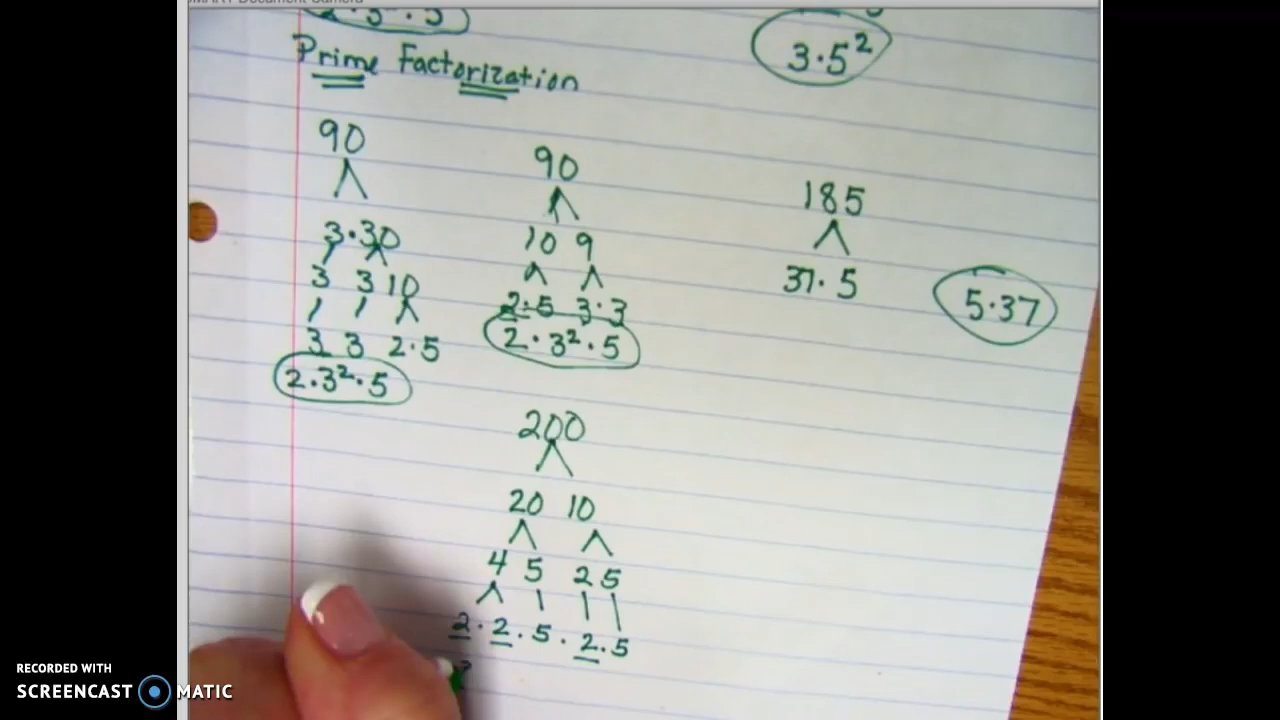 3 · 5²
Prime Factorization
90
3 · 30
3 3 10
3 3 2 · 5
2 · 3² · 5
90
10 9
2 · 5 3 · 3
2 · 3² · 5
185
37 · 5
5 · 37
200
20 10
4 5 2 5
2 · 2 · 5 · 2 · 5
RECORDED WITH
SCREENCAST MATIC